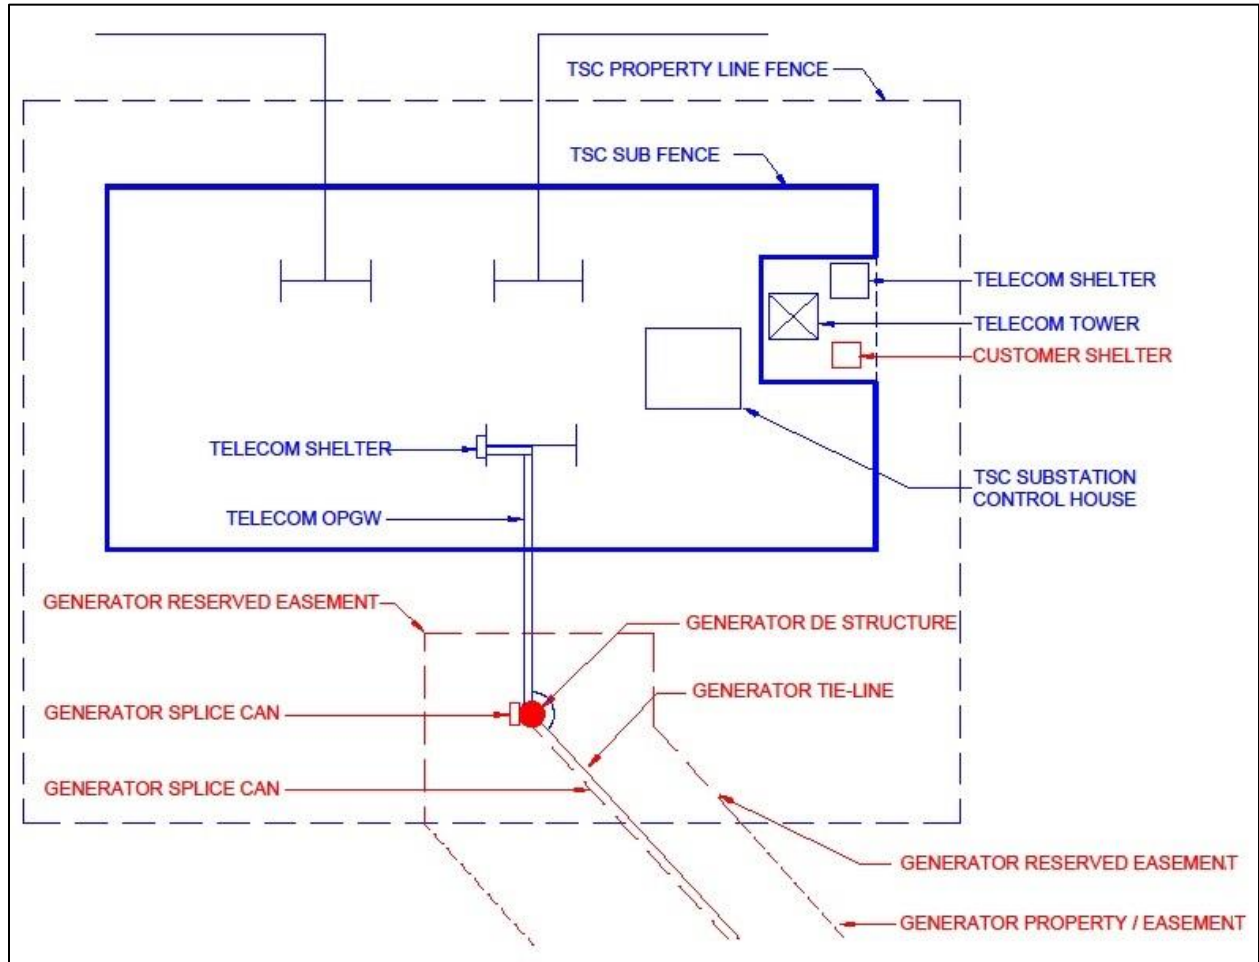 TSC PROPERTY LINE FENCE
TSC SUB FENCE
TELECOM SHELTER
TELECOM TOWER
CUSTOMER SHELTER
TELECOM SHELTER
TSC SUBSTATION
CONTROL HOUSE
TELECOM OPGW
GENERATOR RESERVED EASEMENT
GENERATOR DE STRUCTURE
GENERATOR TIE-LINE
GENERATOR SPLICE CAN
GENERATOR SPLICE CAN
GENERATOR RESERVED EASEMENT
GENERATOR PROPERTY / EASEMENT